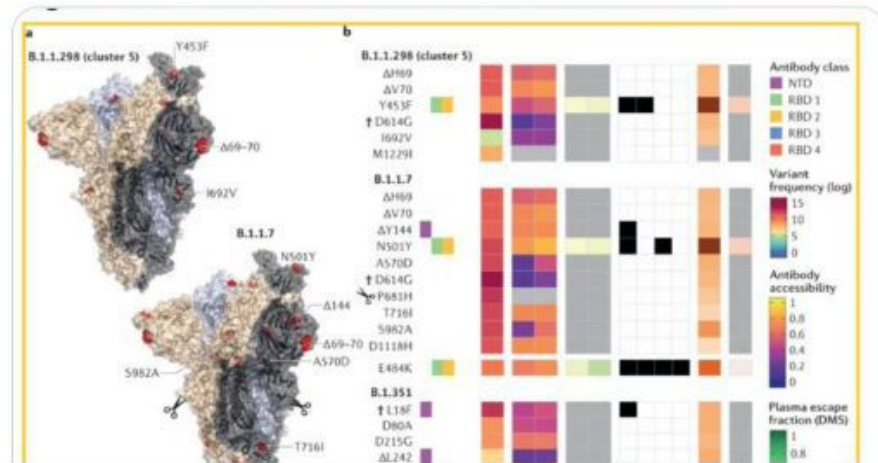 a
B.1.1.298 (cluster 5)
Y453F
Δ69–70
I692V
B.1.1.7
N501Y
Δ144
Δ69–70
A570D
S982A
T716I
b
B.1.1.298 (cluster 5)
ΔH69
ΔV70
Y453F
↑D614G
I692V
M1229I
B.1.1.7
ΔH69
ΔV70
ΔY144
N501Y
A570D
↑D614G
P681H
T716I
S982A
D1118H
E484K
B.1.351
↑L18F
D80A
D215G
ΔL242
Antibody class
NTD
RBD 1
RBD 2
RBD 3
RBD 4
Variant
frequency (log)
15
10
5
0
Antibody
accessibility
1
0.8
0.6
0.4
0.2
0
Plasma escape
fraction (DMS)
1
0.8